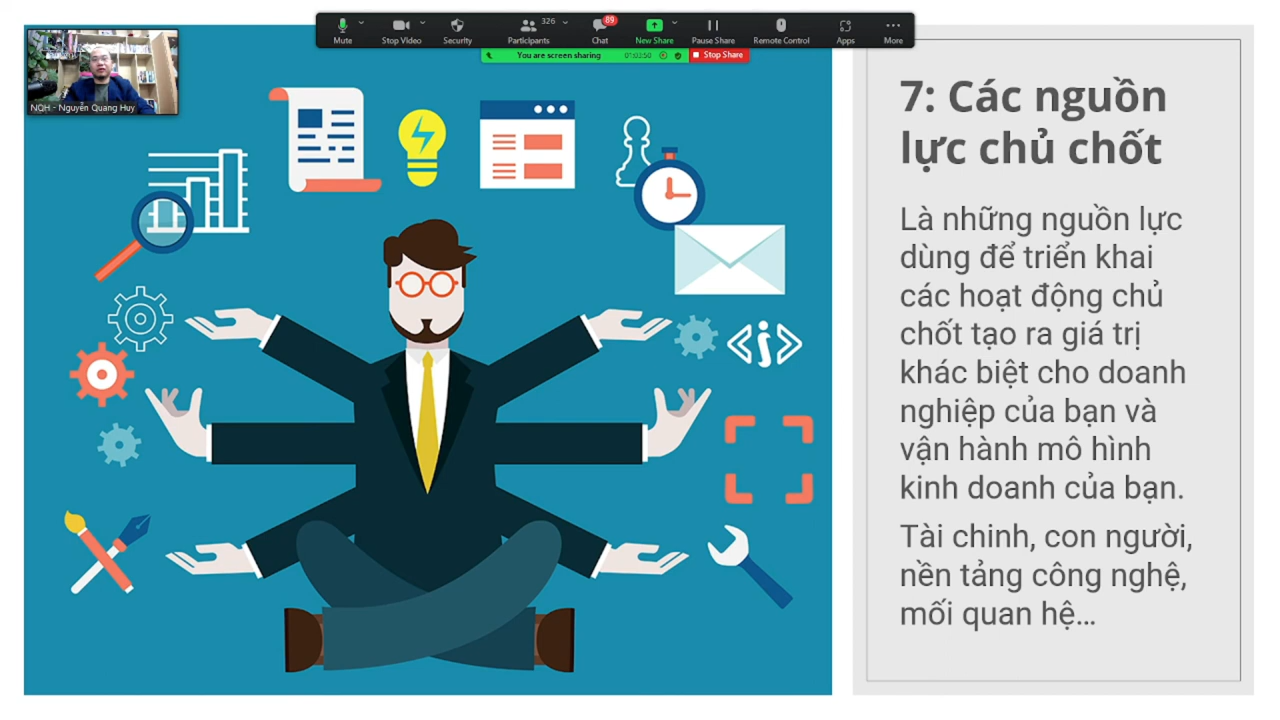 326
89
Mute
Stop Video
Security
Participants
Chat
New Share
Pause Share
Remote Control
Apps
More
You are screen sharing
Stop Share
NQH - Nguyễn Quang Huy
7: Các nguồn
lực chủ chốt
Là những nguồn lực
dùng để triển khai
các hoạt động chủ
chốt tạo ra giá trị
khác biệt cho doanh
nghiệp của bạn và
vận hành mô hình
kinh doanh của bạn.
Tài chinh, con người,
nền tảng công nghệ,
mối quan hệ...